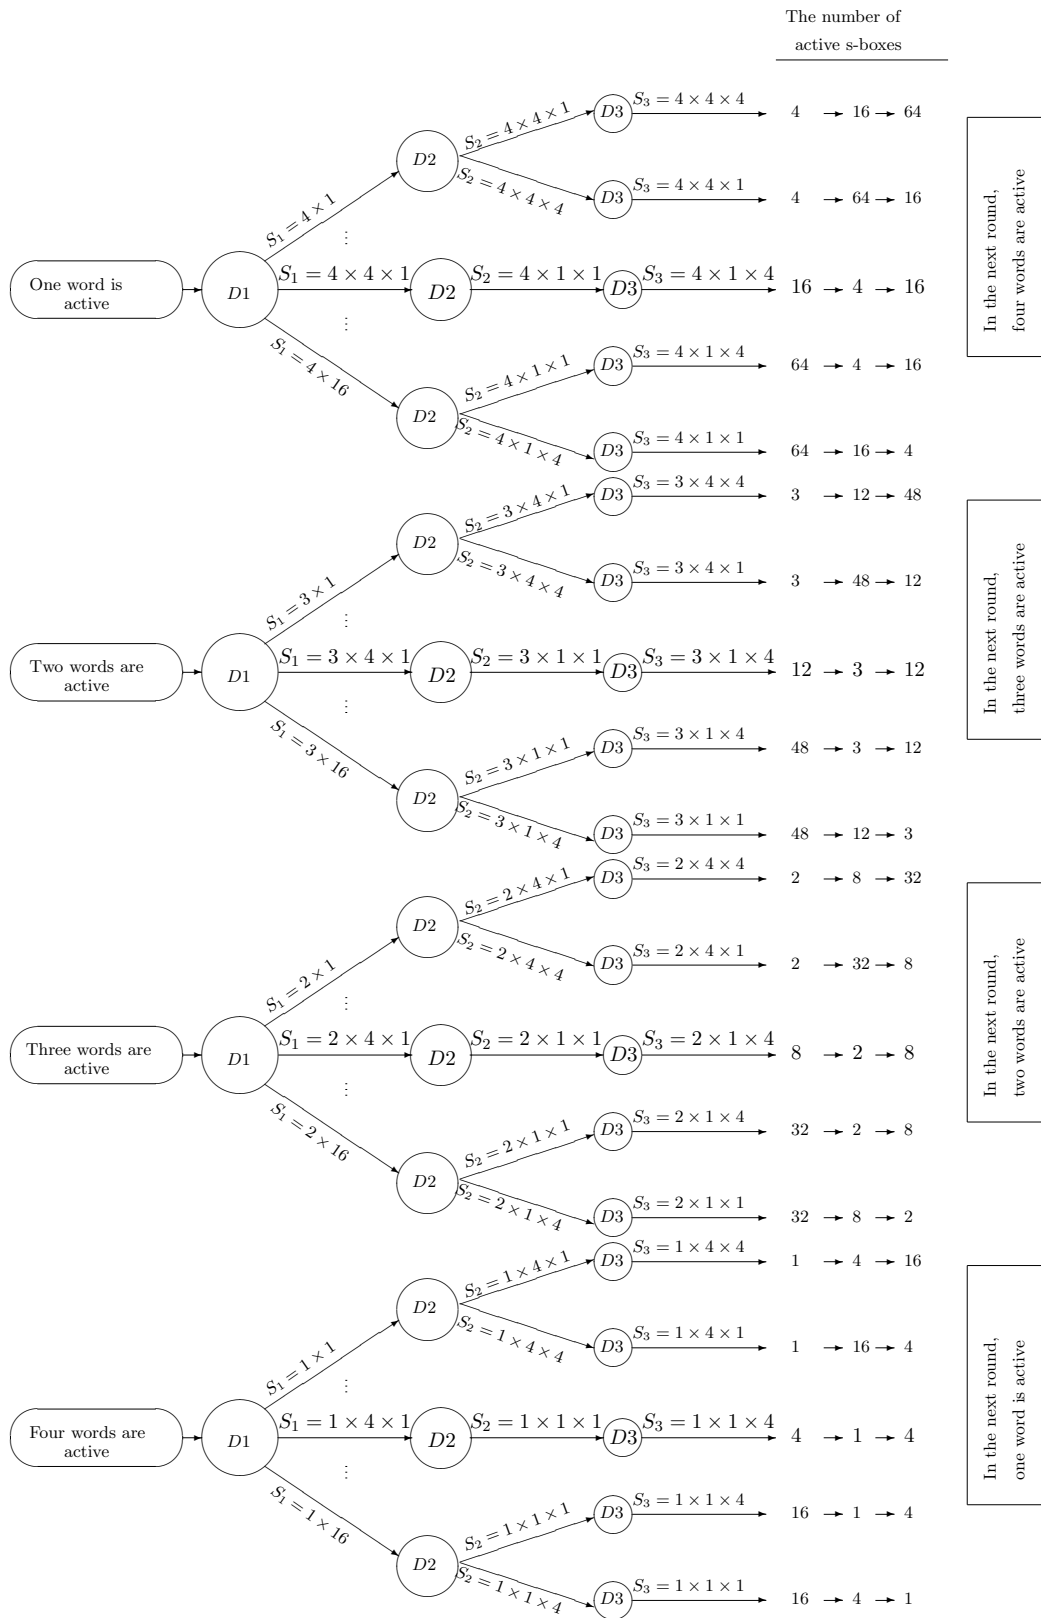 The number of
active s-boxes
S₂ = 4 × 4 × 1
D3
S₃ = 4 × 4 × 4
4 → 16 → 64
D2
S₁ = 4 × 1
S₂ = 4 × 4 × 4
D3
S₃ = 4 × 4 × 1
4 → 64 → 16
⋮
One word is
active
D1
S₁ = 4 × 4 × 1
D2
S₂ = 4 × 1 × 1
D3
S₃ = 4 × 1 × 4
16 → 4 → 16
⋮
S₁ = 4 × 16
D2
S₂ = 4 × 1 × 1
D3
S₃ = 4 × 1 × 4
64 → 4 → 16
S₂ = 4 × 1 × 4
D3
S₃ = 4 × 1 × 1
64 → 16 → 4
In the next round,
four words are active
S₂ = 3 × 4 × 1
D3
S₃ = 3 × 4 × 4
3 → 12 → 48
D2
S₁ = 3 × 1
S₂ = 3 × 4 × 4
D3
S₃ = 3 × 4 × 1
3 → 48 → 12
⋮
Two words are
active
D1
S₁ = 3 × 4 × 1
D2
S₂ = 3 × 1 × 1
D3
S₃ = 3 × 1 × 4
12 → 3 → 12
⋮
S₁ = 3 × 16
D2
S₂ = 3 × 1 × 1
D3
S₃ = 3 × 1 × 4
48 → 3 → 12
S₂ = 3 × 1 × 4
D3
S₃ = 3 × 1 × 1
48 → 12 → 3
In the next round,
three words are active
S₂ = 2 × 4 × 1
D3
S₃ = 2 × 4 × 4
2 → 8 → 32
D2
S₁ = 2 × 1
S₂ = 2 × 4 × 4
D3
S₃ = 2 × 4 × 1
2 → 32 → 8
⋮
Three words are
active
D1
S₁ = 2 × 4 × 1
D2
S₂ = 2 × 1 × 1
D3
S₃ = 2 × 1 × 4
8 → 2 → 8
⋮
S₁ = 2 × 16
D2
S₂ = 2 × 1 × 1
D3
S₃ = 2 × 1 × 4
32 → 2 → 8
S₂ = 2 × 1 × 4
D3
S₃ = 2 × 1 × 1
32 → 8 → 2
In the next round,
two words are active
S₂ = 1 × 4 × 1
D3
S₃ = 1 × 4 × 4
1 → 4 → 16
D2
S₁ = 1 × 1
S₂ = 1 × 4 × 4
D3
S₃ = 1 × 4 × 1
1 → 16 → 4
⋮
Four words are
active
D1
S₁ = 1 × 4 × 1
D2
S₂ = 1 × 1 × 1
D3
S₃ = 1 × 1 × 4
4 → 1 → 4
⋮
S₁ = 1 × 16
D2
S₂ = 1 × 1 × 1
D3
S₃ = 1 × 1 × 4
16 → 1 → 4
S₂ = 1 × 1 × 4
D3
S₃ = 1 × 1 × 1
16 → 4 → 1
In the next round,
one word is active